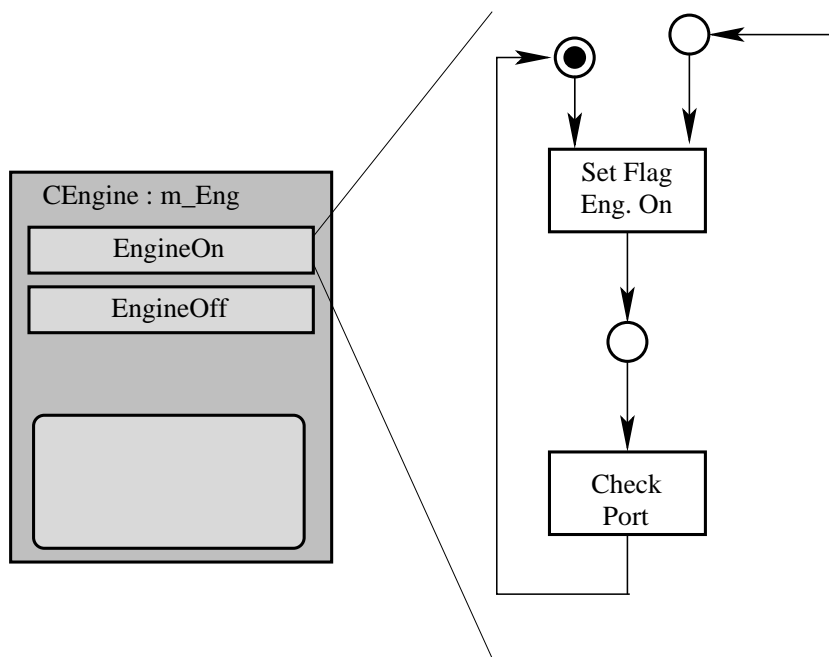 CEngine : m_Eng
EngineOn
EngineOff
Set Flag
Eng. On
Check
Port